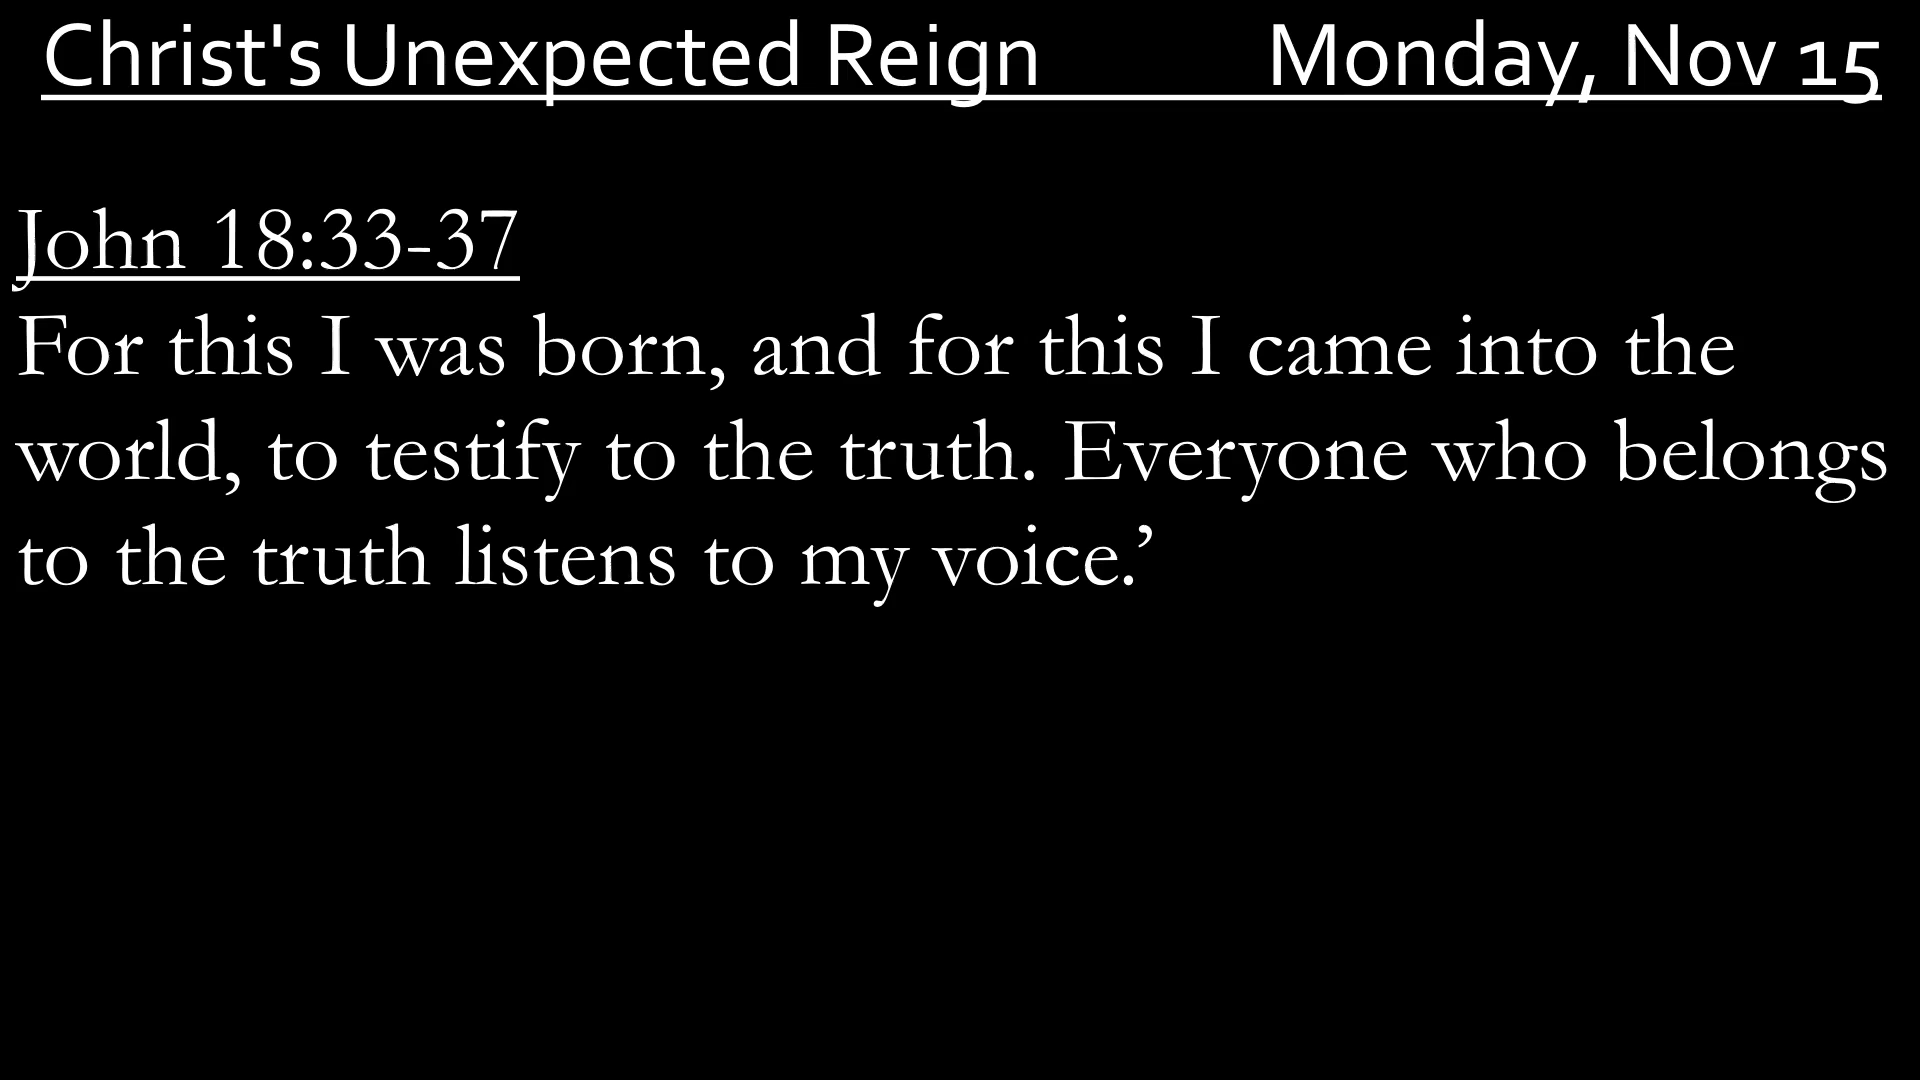 Christ's Unexpected Reign Monday, Nov 15
John 18:33-37
For this I was born, and for this I came into the
world, to testify to the truth. Everyone who belongs
to the truth listens to my voice.’